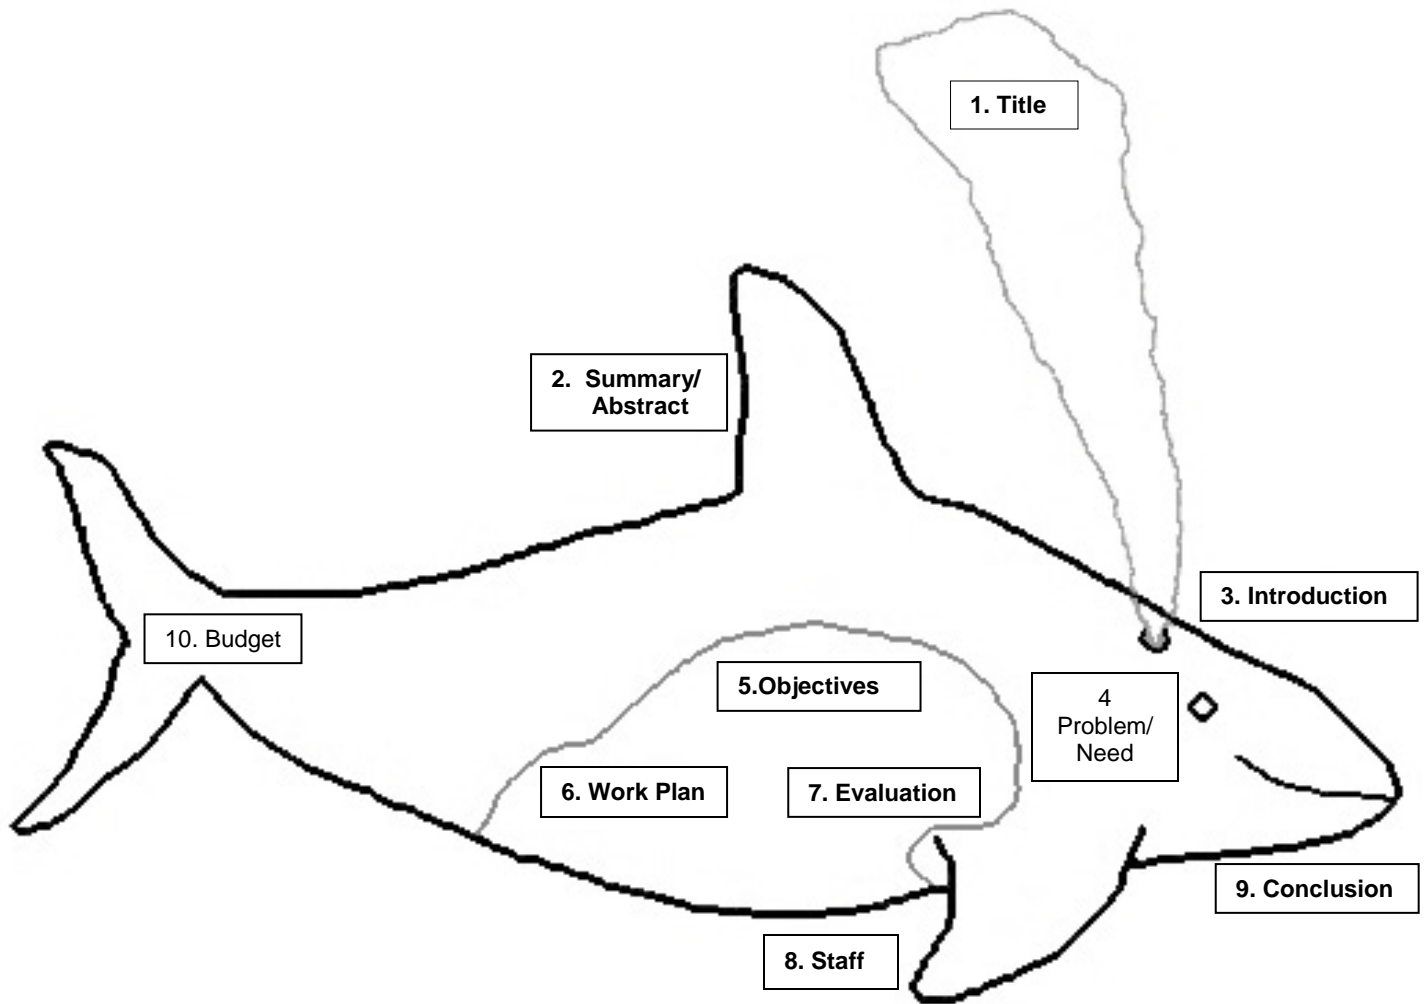 1. Title
2. Summary/
Abstract
3. Introduction
10. Budget
5.Objectives
4
Problem/
Need
6. Work Plan
7. Evaluation
9. Conclusion
8. Staff